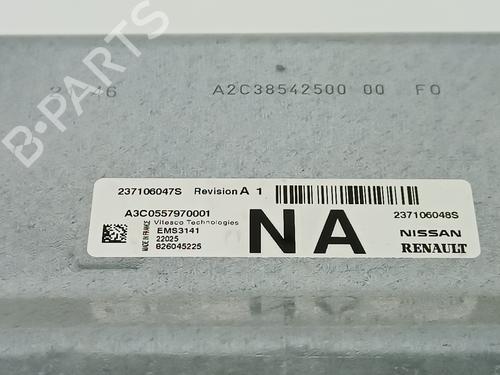 A2C38542500 00 F0
237106047S Revision A 1
A3C0557970001
Vitesco Technologies
EMS3141
22025
826045225
MADE IN FRANCE
NA
237106048S
NISSAN
RENAULT
B-PARTS